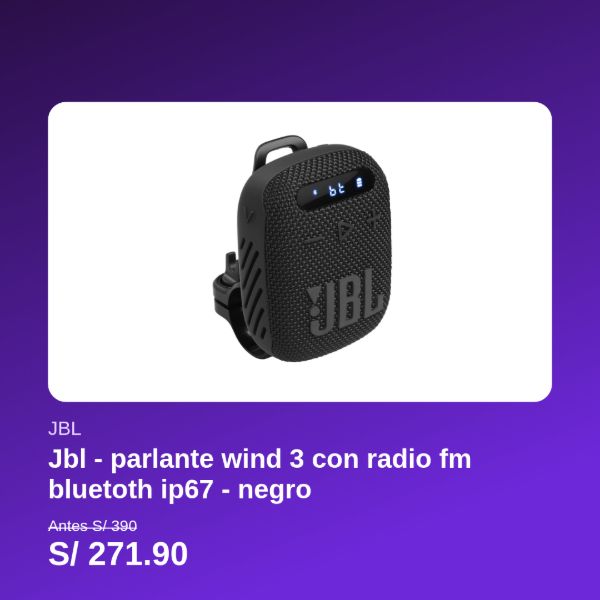 bt
JBL
JBL
Jbl - parlante wind 3 con radio fm
bluetoth ip67 - negro
Antes S/ 390
S/ 271.90